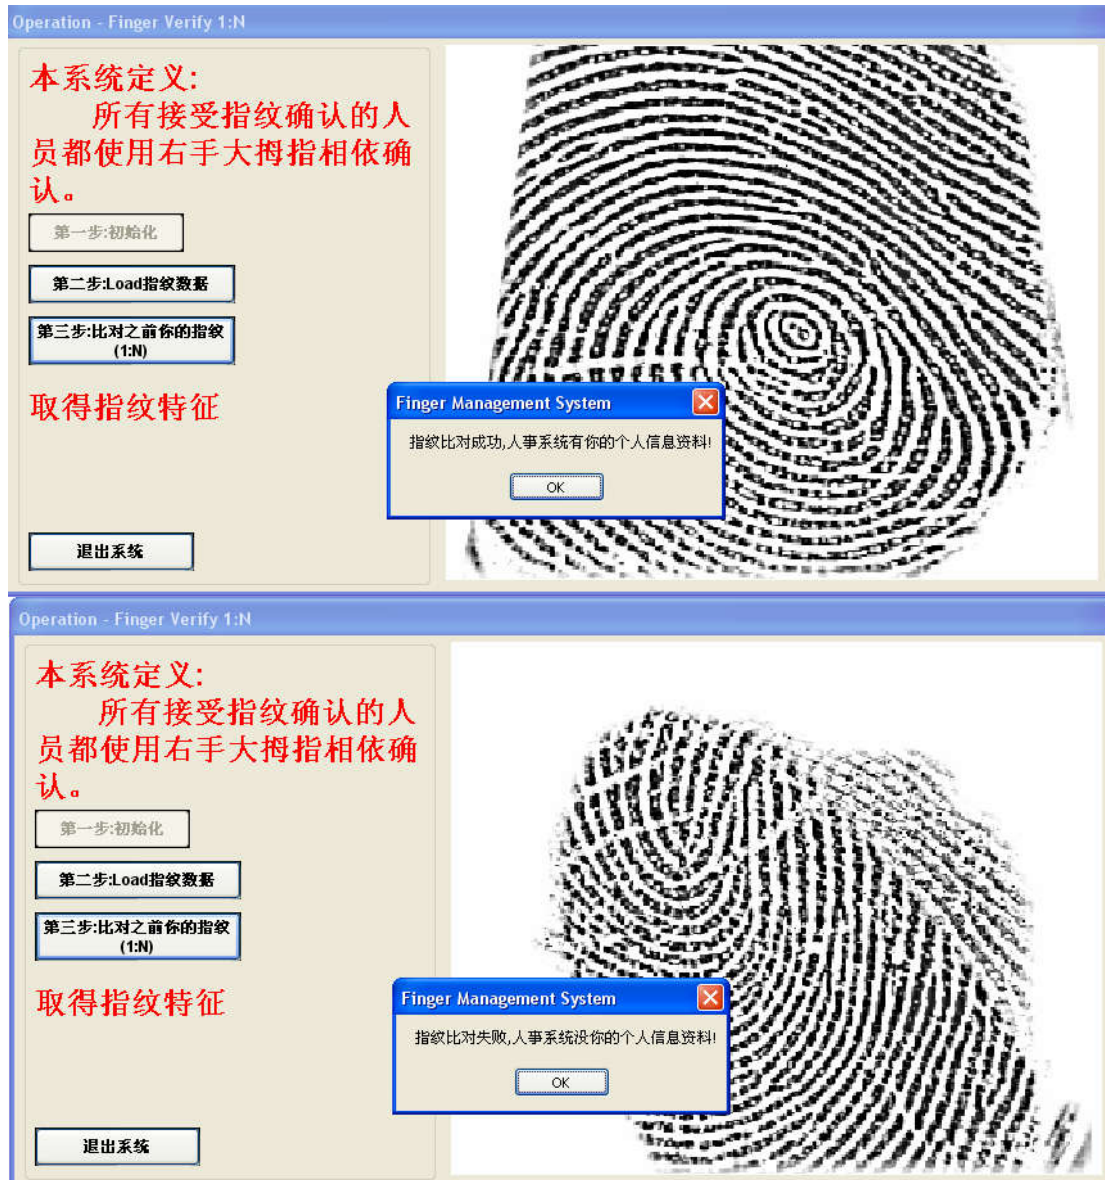 Operation - Finger Verify 1:N
本系统定义:
所有接受指纹确认的人
员都使用右手大拇指相依确
认。
第一步:初始化
第二步:Load指纹数据
第三步:比对之前你的指纹
(1:N)
取得指纹特征
Finger Management System
指纹比对成功,人事系统有你的个人信息资料!
OK
退出系统
Operation - Finger Verify 1:N
本系统定义:
所有接受指纹确认的人
员都使用右手大拇指相依确
认。
第一步:初始化
第二步:Load指纹数据
第三步:比对之前你的指纹
(1:N)
取得指纹特征
Finger Management System
指纹比对失败,人事系统没你的个人信息资料!
OK
退出系统